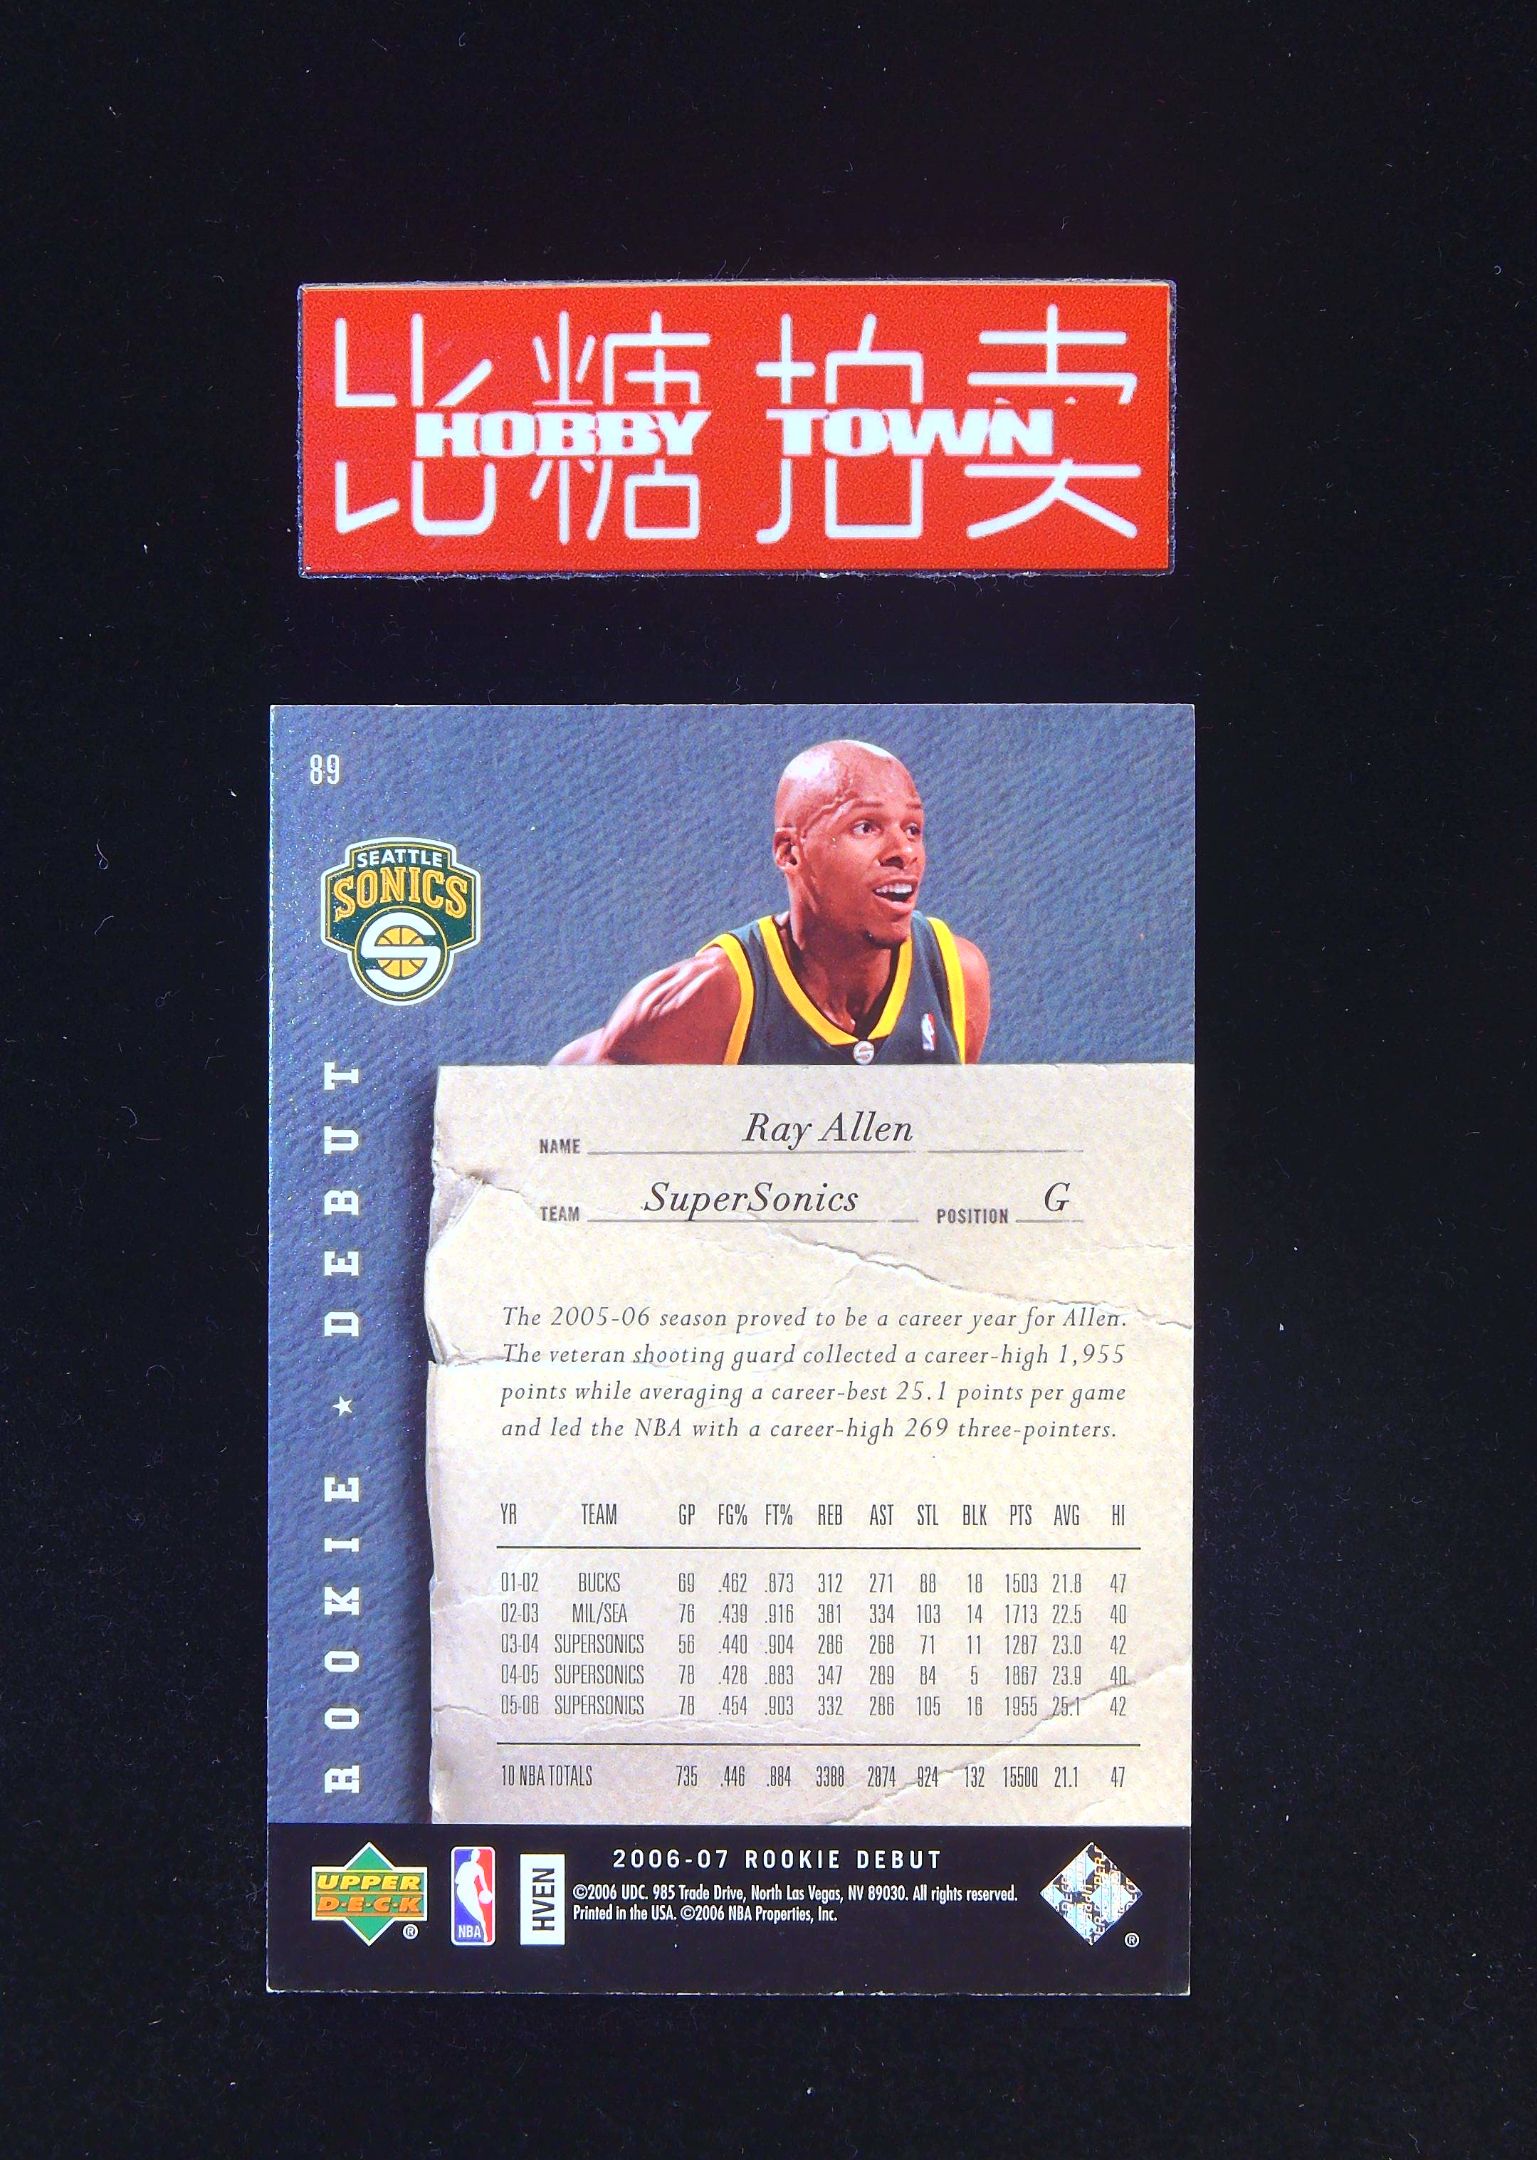 比糖拍卖
HOBBY TOWN
89
SEATTLE
SONICS
ROOKIE ★ DEBUT
NAME Ray Allen
TEAM SuperSonics POSITION G
The 2005-06 season proved to be a career year for Allen.
The veteran shooting guard collected a career-high 1,955
points while averaging a career-best 25.1 points per game
and led the NBA with a career-high 269 three-pointers.
YR TEAM GP FG% FT% REB AST STL BLK PTS AVG HI
01-02 BUCKS 69 .462 .873 312 271 88 18 1503 21.8 47
02-03 MIL/SEA 76 .439 .916 381 334 103 14 1713 22.5 40
03-04 SUPERSONICS 56 .440 .904 286 268 71 11 1287 23.0 42
04-05 SUPERSONICS 78 .428 .883 347 289 84 5 1867 23.9 40
05-06 SUPERSONICS 78 .454 .903 332 286 105 16 1955 25.1 42
10 NBA TOTALS 735 .446 .884 3388 2874 924 132 15500 21.1 47
UPPER
D·E·C·K
®
NBA
HVEN
2006-07 ROOKIE DEBUT
©2006 UDC. 985 Trade Drive, North Las Vegas, NV 89030. All rights reserved.
Printed in the USA. ©2006 NBA Properties, Inc.
®